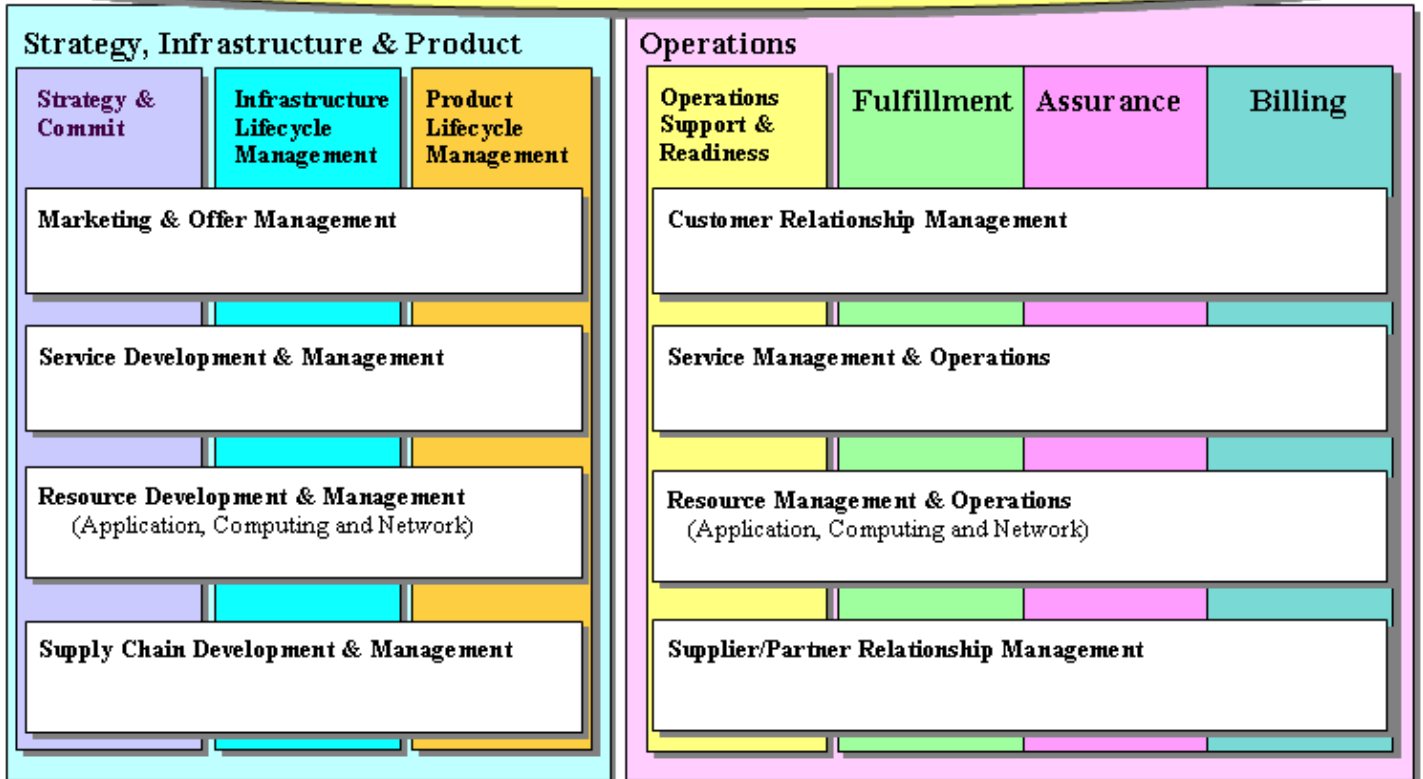 Strategy, Infrastructure & Product
Strategy &
Commit
Infrastructure
Lifecycle
Management
Product
Lifecycle
Management
Marketing & Offer Management
Service Development & Management
Resource Development & Management
(Application, Computing and Network)
Supply Chain Development & Management
Operations
Operations
Support &
Readiness
Fulfillment
Assurance
Billing
Customer Relationship Management
Service Management & Operations
Resource Management & Operations
(Application, Computing and Network)
Supplier/Partner Relationship Management